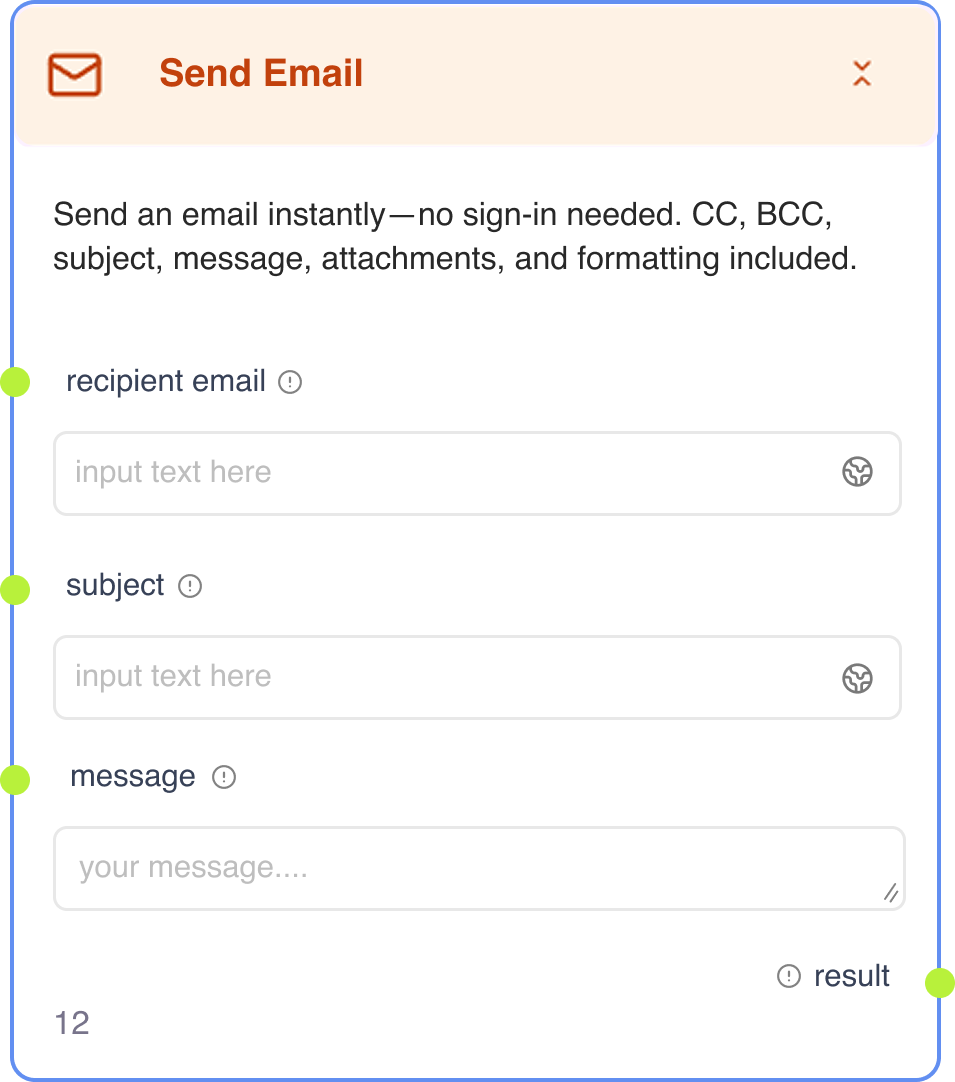 Send Email
Send an email instantly—no sign-in needed. CC, BCC,
subject, message, attachments, and formatting included.
recipient email
input text here
subject
input text here
message
your message....
result
12